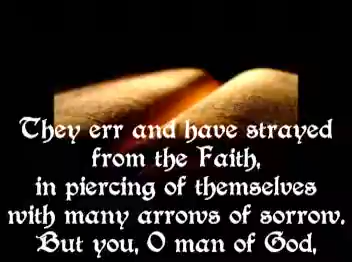 They err and have strayed
from the Faith,
in piercing of themselves
with many arrows of sorrow.
But you, O man of God,